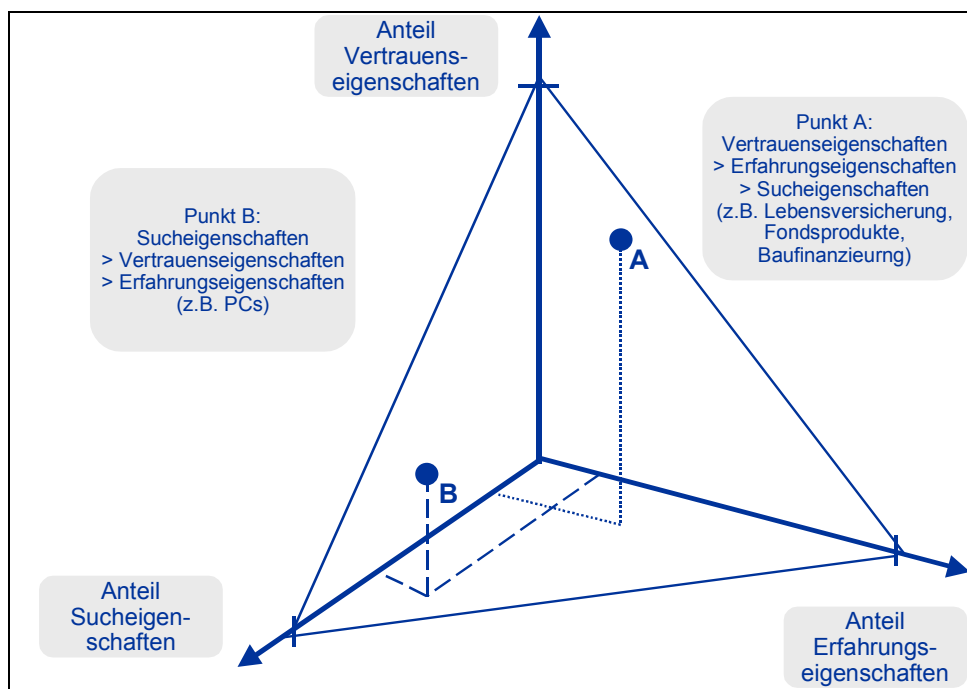 Anteil
Vertrauens-
eigenschaften
Punkt A:
Vertrauenseigenschaften
> Erfahrungseigenschaften
> Sucheigenschaften
(z.B. Lebensversicherung,
Fondsprodukte,
Baufinanzieurng)
Punkt B:
Sucheigenschaften
> Vertrauenseigenschaften
> Erfahrungseigenschaften
(z.B. PCs)
A
B
Anteil
Sucheigen-
schaften
Anteil
Erfahrungs-
eigenschaften